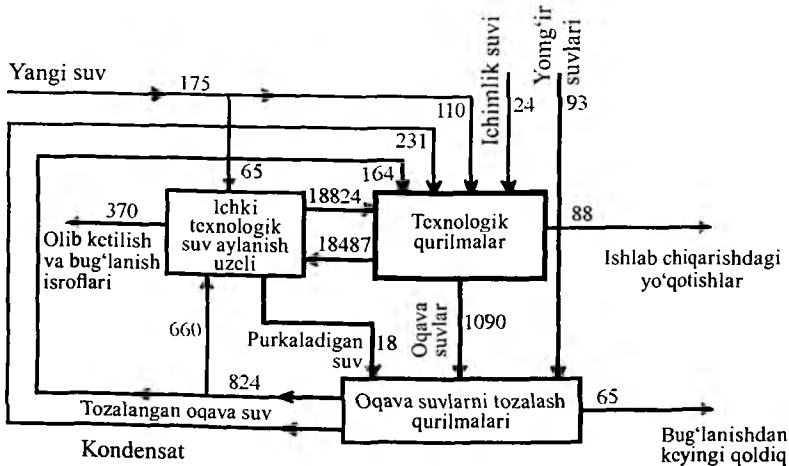 Yangi suv
175
Ichimlik suvi
Yomg‘ir
suvlari
110
24
93
231
164
65
18824
Ichki
texnologik
suv aylanish
uzeli
Texnologik
qurilmalar
370
18487
88
Olib ketilish
va bug‘lanish
isroflari
Ishlab chiqarishdagi
yo‘qotishlar
660
Purkaladigan
suv
18
Oqava
suvlar
1090
824
Tozalangan oqava suv
Oqava suvlarni tozalash
qurilmalari
65
Kondensat
Bug‘lanishdan
keyingi qoldiq